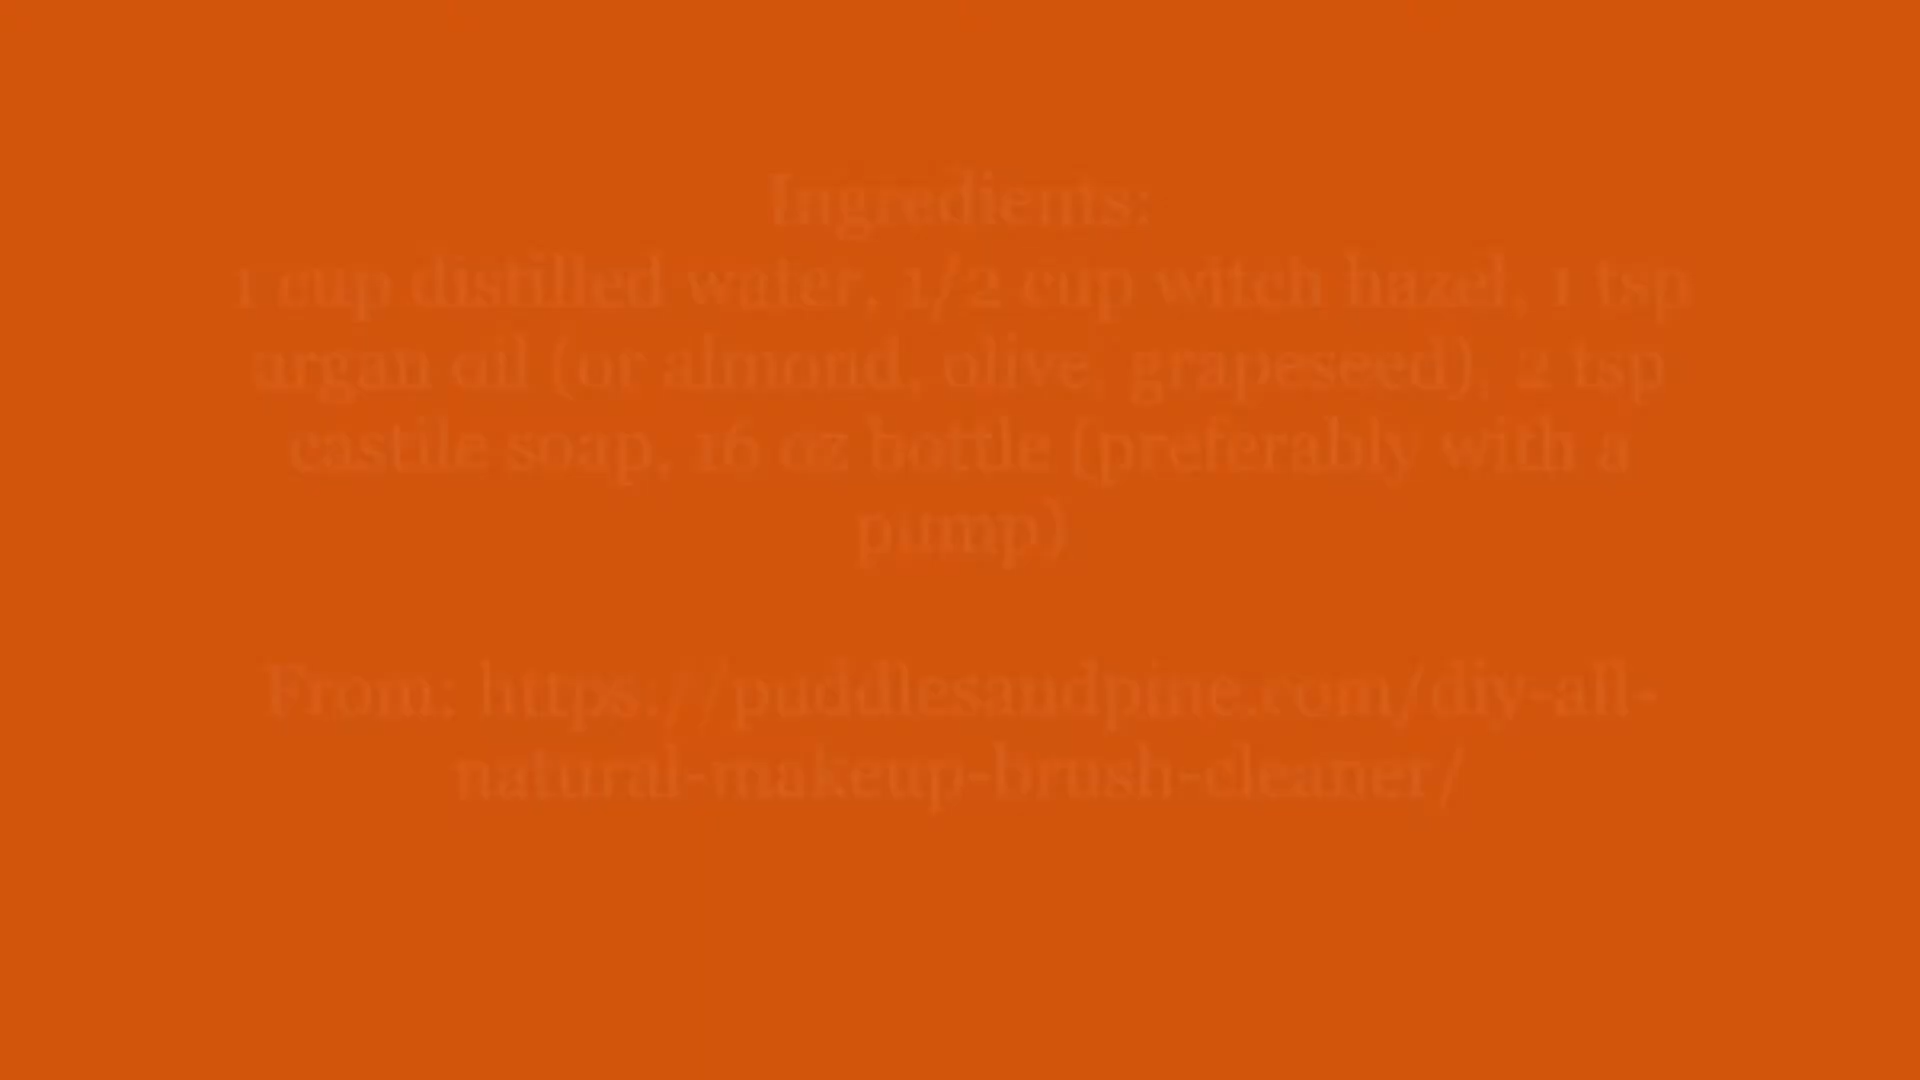 Ingredients:
1 cup distilled water, 1/2 cup witch hazel, 1 tsp
argan oil (or almond, olive, grapeseed), 2 tsp
castile soap, 16 oz bottle (preferably with a
pump)
From: https://puddlesandpine.com/diy-all-
natural-makeup-brush-cleaner/